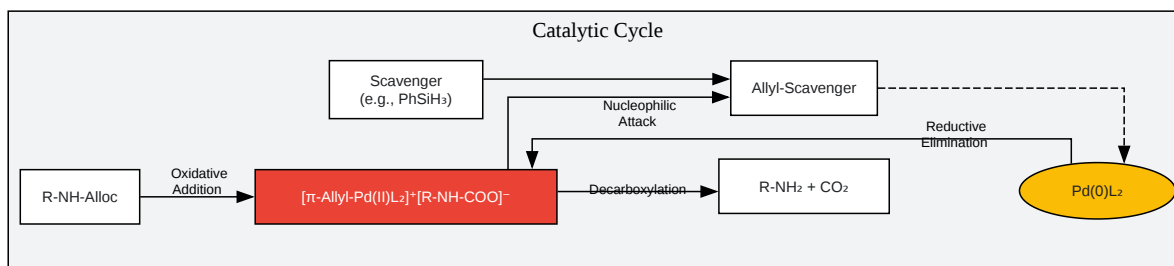 Catalytic Cycle
Scavenger
(e.g., PhSiH₃)
Allyl-Scavenger
Nucleophilic
Attack
Reductive
Elimination
Oxidative
Addition
R-NH-Alloc
[π-Allyl-Pd(II)L₂]⁺[R-NH-COO]⁻
Decarboxylation
R-NH₂ + CO₂
Pd(0)L₂